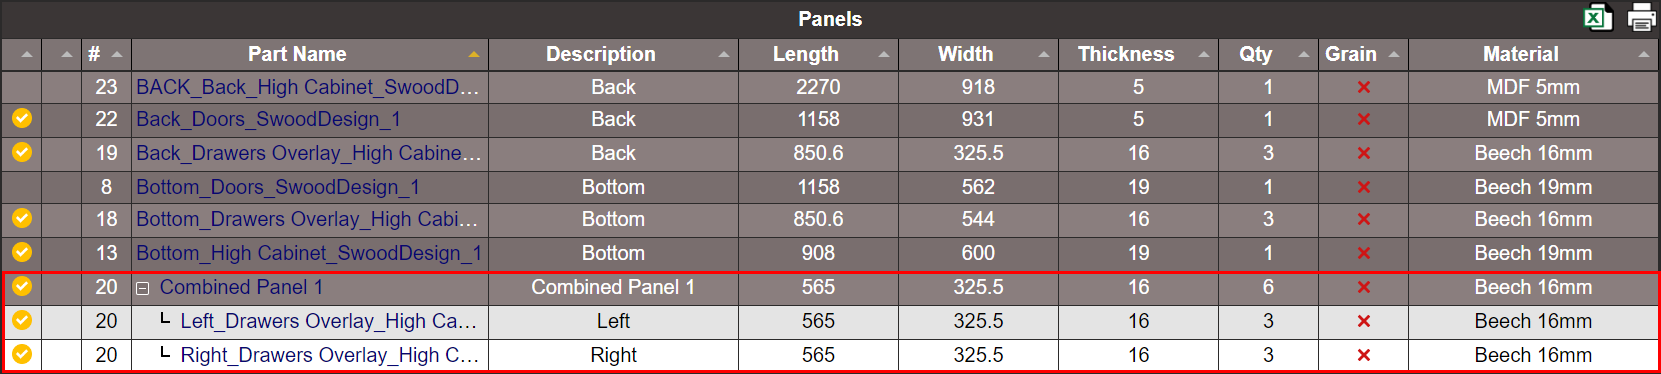 Panels
# Part Name Description Length Width Thickness Qty Grain Material
23 BACK_Back_High Cabinet_SwoodD... Back 2270 918 5 1 MDF 5mm
22 Back_Doors_SwoodDesign_1 Back 1158 931 5 1 MDF 5mm
19 Back_Drawers Overlay_High Cabine... Back 850.6 325.5 16 3 Beech 16mm
8 Bottom_Doors_SwoodDesign_1 Bottom 1158 562 19 1 Beech 19mm
18 Bottom_Drawers Overlay_High Cabi... Bottom 850.6 544 16 3 Beech 16mm
13 Bottom_High Cabinet_SwoodDesign_1 Bottom 908 600 19 1 Beech 19mm
20 Combined Panel 1 Combined Panel 1 565 325.5 16 6 Beech 16mm
20 Left_Drawers Overlay_High Ca... Left 565 325.5 16 3 Beech 16mm
20 Right_Drawers Overlay_High C... Right 565 325.5 16 3 Beech 16mm